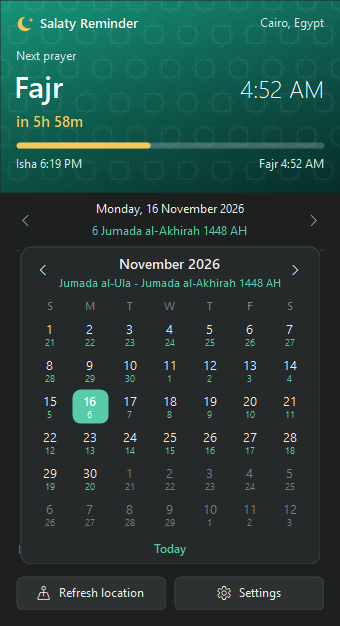 Salaty Reminder
Cairo, Egypt
Next prayer
Fajr
4:52 AM
in 5h 58m
Isha 6:19 PM
Fajr 4:52 AM
Monday, 16 November 2026
6 Jumada al-Akhirah 1448 AH
November 2026
Jumada al-Ula - Jumada al-Akhirah 1448 AH
S M T W T F S
1 2 3 4 5 6 7
21 22 23 24 25 26 27
8 9 10 11 12 13 14
28 29 30 1 2 3 4
15 16 17 18 19 20 21
5 6 7 8 9 10 11
22 23 24 25 26 27 28
12 13 14 15 16 17 18
29 30 1 2 3 4 5
19 20 21 22 23 24 25
6 7 8 9 10 11 12
26 27 28 29 1 2 3
Today
Refresh location
Settings